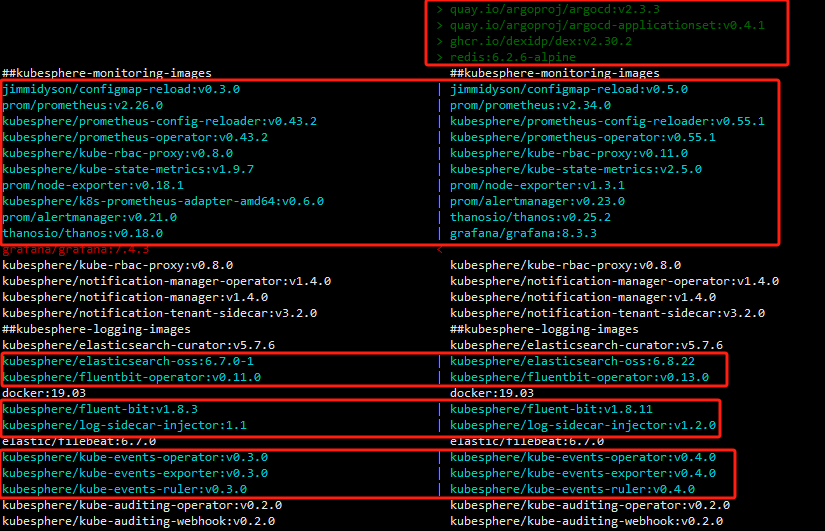 > quay.io/argoproj/argocd:v2.3.3
> quay.io/argoproj/argocd-applicationset:v0.4.1
> ghcr.io/dexidp/dex:v2.30.2
> redis:6.2.6-alpine
##kubesphere-monitoring-images ##kubesphere-monitoring-images
jimmidyson/configmap-reload:v0.3.0 | jimmidyson/configmap-reload:v0.5.0
prom/prometheus:v2.26.0 | prom/prometheus:v2.34.0
kubesphere/prometheus-config-reloader:v0.43.2 | kubesphere/prometheus-config-reloader:v0.55.1
kubesphere/prometheus-operator:v0.43.2 | kubesphere/prometheus-operator:v0.55.1
kubesphere/kube-rbac-proxy:v0.8.0 | kubesphere/kube-rbac-proxy:v0.11.0
kubesphere/kube-state-metrics:v1.9.7 | kubesphere/kube-state-metrics:v2.5.0
prom/node-exporter:v0.18.1 | prom/node-exporter:v1.3.1
kubesphere/k8s-prometheus-adapter-amd64:v0.6.0 | prom/alertmanager:v0.23.0
prom/alertmanager:v0.21.0 | thanosio/thanos:v0.25.2
thanosio/thanos:v0.18.0 | grafana/grafana:8.3.3
grafana/grafana:7.4.3 <
kubesphere/kube-rbac-proxy:v0.8.0 kubesphere/kube-rbac-proxy:v0.8.0
kubesphere/notification-manager-operator:v1.4.0 kubesphere/notification-manager-operator:v1.4.0
kubesphere/notification-manager:v1.4.0 kubesphere/notification-manager:v1.4.0
kubesphere/notification-tenant-sidecar:v3.2.0 kubesphere/notification-tenant-sidecar:v3.2.0
##kubesphere-logging-images ##kubesphere-logging-images
kubesphere/elasticsearch-curator:v5.7.6 kubesphere/elasticsearch-curator:v5.7.6
kubesphere/elasticsearch-oss:6.7.0-1 | kubesphere/elasticsearch-oss:6.8.22
kubesphere/fluentbit-operator:v0.11.0 | kubesphere/fluentbit-operator:v0.13.0
docker:19.03 docker:19.03
kubesphere/fluent-bit:v1.8.3 | kubesphere/fluent-bit:v1.8.11
kubesphere/log-sidecar-injector:1.1 | kubesphere/log-sidecar-injector:v1.2.0
elastic/filebeat:6.7.0 elastic/filebeat:6.7.0
kubesphere/kube-events-operator:v0.3.0 | kubesphere/kube-events-operator:v0.4.0
kubesphere/kube-events-exporter:v0.3.0 | kubesphere/kube-events-exporter:v0.4.0
kubesphere/kube-events-ruler:v0.3.0 | kubesphere/kube-events-ruler:v0.4.0
kubesphere/kube-auditing-operator:v0.2.0 kubesphere/kube-auditing-operator:v0.2.0
kubesphere/kube-auditing-webhook:v0.2.0 kubesphere/kube-auditing-webhook:v0.2.0